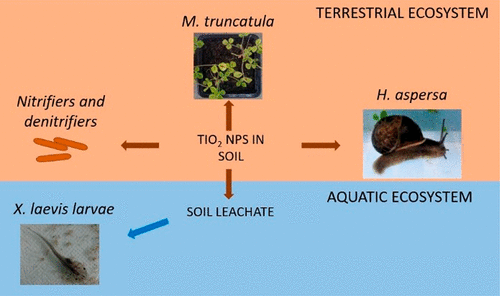 TERRESTRIAL ECOSYSTEM
M. truncatula
Nitrifiers and
denitrifiers
H. aspersa
TIO₂ NPS IN
SOIL
AQUATIC ECOSYSTEM
X. laevis larvae
SOIL LEACHATE